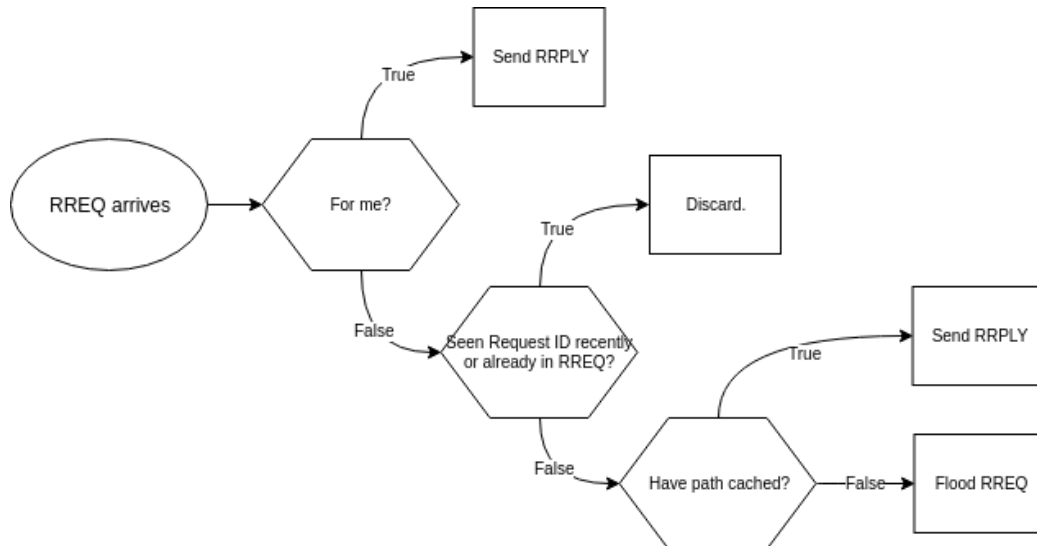 Send RRPLY
True
RREQ arrives
For me?
Discard.
True
False
Seen Request ID recently
or already in RREQ?
Send RRPLY
True
False
Have path cached?
False
Flood RREQ